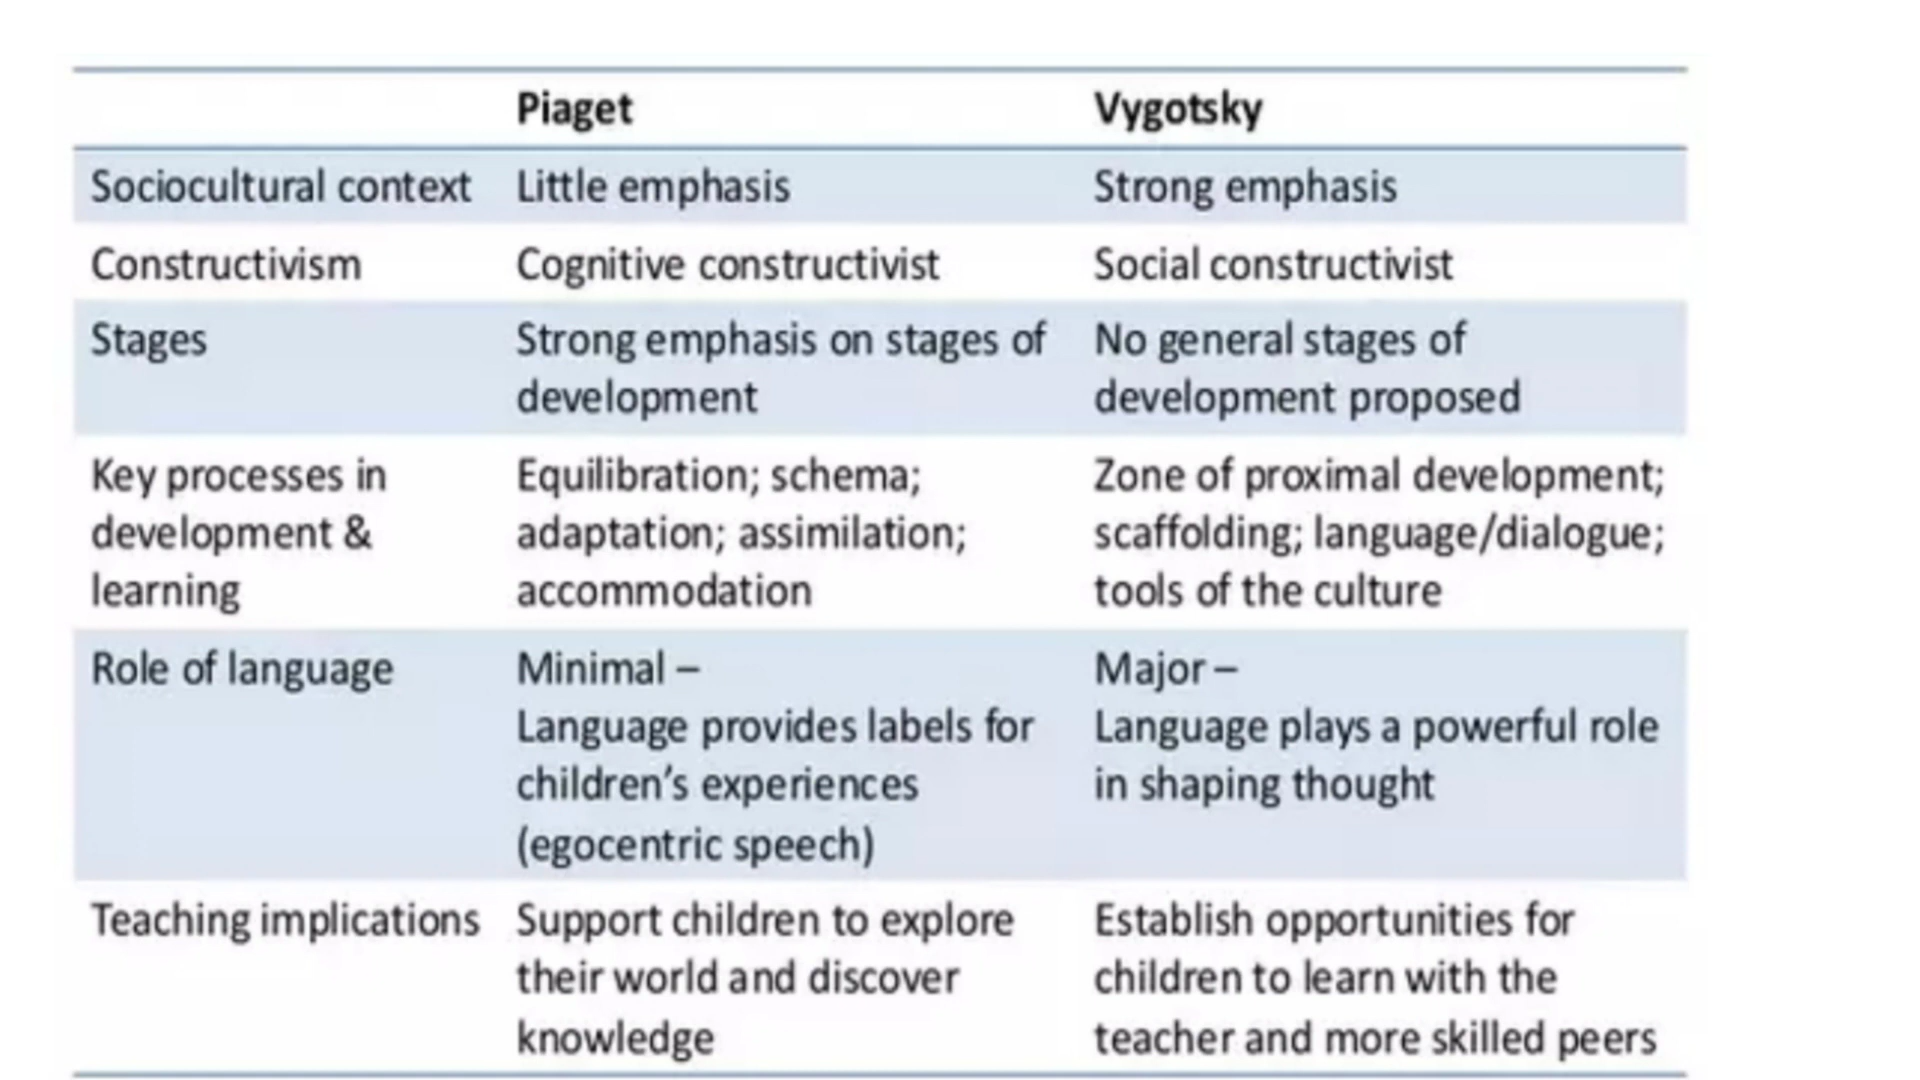 Piaget Vygotsky
Sociocultural context Little emphasis Strong emphasis
Constructivism Cognitive constructivist Social constructivist
Stages Strong emphasis on stages of No general stages of
development development proposed
Key processes in Equilibration; schema; Zone of proximal development;
development & adaptation; assimilation; scaffolding; language/dialogue;
learning accommodation tools of the culture
Role of language Minimal – Major –
Language provides labels for Language plays a powerful role
children's experiences in shaping thought
(egocentric speech)
Teaching implications Support children to explore Establish opportunities for
their world and discover children to learn with the
knowledge teacher and more skilled peers